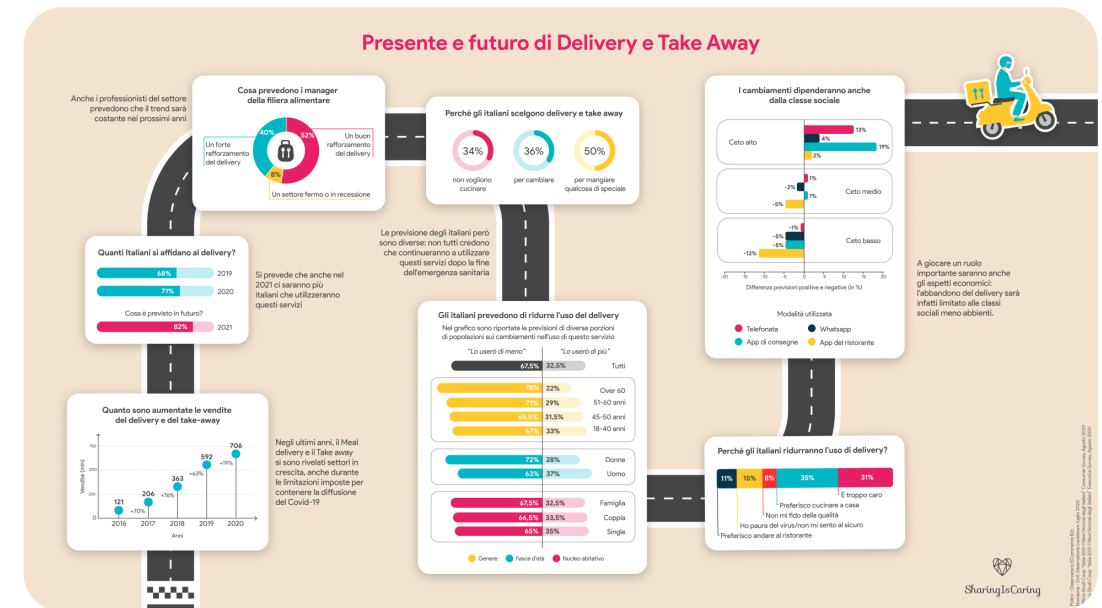 Presente e futuro di Delivery e Take Away
Anche i professionisti del settore
prevedono che il trend sarà
costante nei prossimi anni
Cosa prevedono i manager
della filiera alimentare
40%
52%
8%
Un forte
rafforzamento
del delivery
Un buon
rafforzamento
del delivery
Un settore fermo o in recessione
Perché gli italiani scelgono delivery e take away
34%
36%
50%
non vogliono
cucinare
per cambiare
per mangiare
qualcosa di speciale
I cambiamenti dipenderanno anche
dalla classe sociale
Ceto alto
13%
4%
19%
2%
Ceto medio
1%
-2%
1%
-5%
Ceto basso
-1%
-5%
-5%
-12%
-20 -15 -10 -5 0 5 10 15 20
Differenza previsioni positive e negative (in %)
Modalità utilizzata
Telefonata
Whatsapp
App di consegne
App del ristorante
A giocare un ruolo
importante saranno anche
gli aspetti economici:
l'abbandono del delivery sarà
infatti limitato alle classi
sociali meno abbienti.
Quanti Italiani si affidano al delivery?
68% 2019
71% 2020
Cosa è previsto in futuro?
82% 2021
Si prevede che anche nel
2021 ci saranno più
italiani che utilizzeranno
questi servizi
Le previsione degli italiani però
sono diverse: non tutti credono
che continueranno a utilizzare
questi servizi dopo la fine
dell'emergenza sanitaria
Gli italiani prevedono di ridurre l'uso del delivery
Nel grafico sono riportate le previsioni di diverse porzioni
di popolazioni sui cambiamenti nell'uso di questo servizio
"Lo userò di meno" "Lo userò di più"
67,5% 32,5% Tutti
78% 22% Over 60
71% 29% 51-60 anni
68,5% 31,5% 45-50 anni
67% 33% 18-40 anni
72% 28% Donne
63% 37% Uomo
67,5% 32,5% Famiglia
66,5% 33,5% Coppia
65% 35% Single
Genere
Fasce d'età
Nucleo abitativo
Quanto sono aumentate le vendite
del delivery e del take-away
Vendite (mln)
750
500
250
0
121
206
363
592
706
+70%
+76%
+63%
+19%
2016 2017 2018 2019 2020
Anni
Negli ultimi anni, il Meal
delivery e il Take away
si sono rivelati settori in
crescita, anche durante
le limitazioni imposte per
contenere la diffusione
del Covid-19
Perché gli italiani ridurranno l'uso di delivery?
11% 15% 8% 35% 31%
È troppo caro
Preferisco cucinare a casa
Non mi fido della qualità
Ho paura del virus/non mi sento al sicuro
Preferisco andare al ristorante
SharingIsCaring